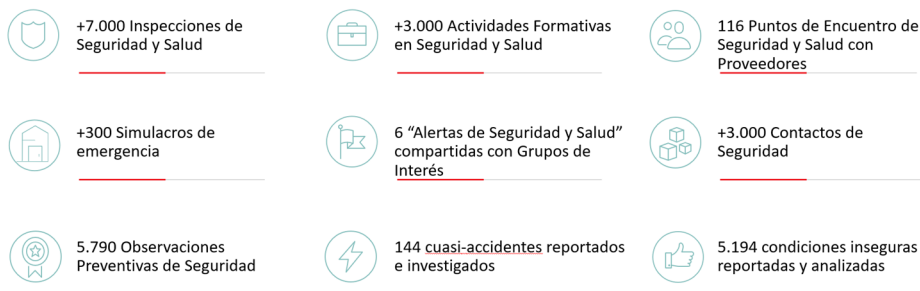 +7.000 Inspecciones de
Seguridad y Salud
+3.000 Actividades Formativas
en Seguridad y Salud
116 Puntos de Encuentro de
Seguridad y Salud con
Proveedores
+300 Simulacros de
emergencia
6 “Alertas de Seguridad y Salud”
compartidas con Grupos de
Interés
+3.000 Contactos de
Seguridad
5.790 Observaciones
Preventivas de Seguridad
144 cuasi-accidentes reportados
e investigados
5.194 condiciones inseguras
reportadas y analizadas